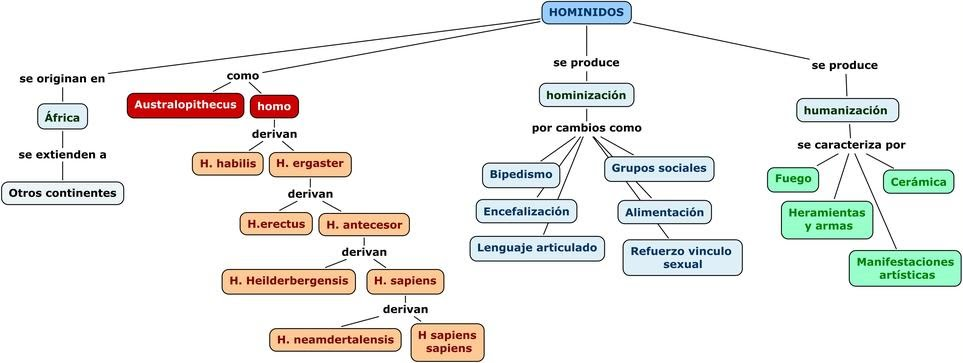 HOMINIDOS
se originan en
África
se extienden a
Otros continentes
como
Australopithecus
homo
derivan
H. habilis
H. ergaster
derivan
H.erectus
H. antecesor
derivan
H. Heilderbergensis
H. sapiens
derivan
H. neamdertalensis
H sapiens
sapiens
se produce
hominización
por cambios como
Bipedismo
Grupos sociales
Encefalización
Alimentación
Lenguaje articulado
Refuerzo vinculo
sexual
se produce
humanización
se caracteriza por
Fuego
Cerámica
Heramientas
y armas
Manifestaciones
artísticas